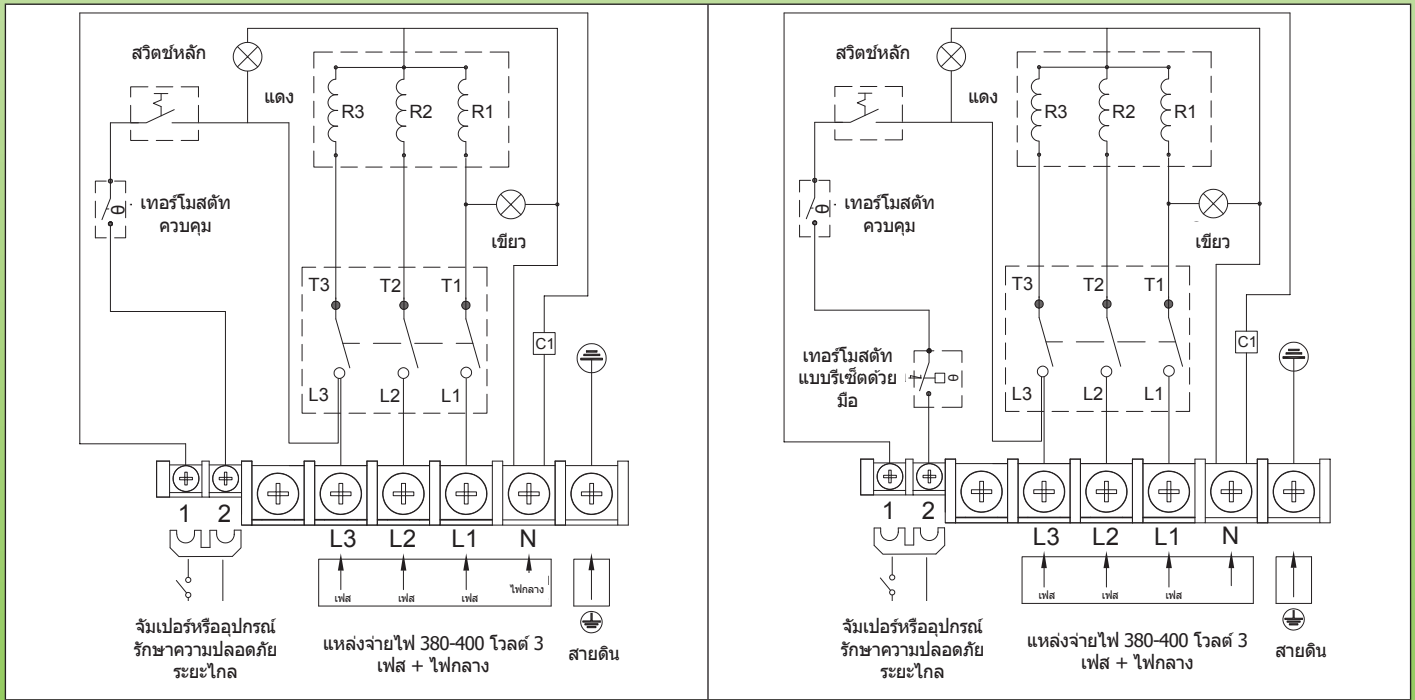 สวิตช์หลัก
แดง
R3 R2 R1
เทอร์โมสตัท
ควบคุม
θ
เขียว
T3 T2 T1
C1
L3 L2 L1
1 2
L3 L2 L1 N
เฟส เฟส เฟส ไฟกลาง
จัมเปอร์หรืออุปกรณ์
รักษาความปลอดภัย
ระยะไกล
แหล่งจ่ายไฟ 380-400 โวลต์ 3
เฟส + ไฟกลาง
สายดิน
สวิตช์หลัก
แดง
R3 R2 R1
เทอร์โมสตัท
ควบคุม
θ
เขียว
T3 T2 T1
C1
เทอร์โมสตัท
แบบรีเซ็ตด้วย
มือ
θ
L3 L2 L1
1 2
L3 L2 L1 N
เฟส เฟส เฟส
จัมเปอร์หรืออุปกรณ์
รักษาความปลอดภัย
ระยะไกล
แหล่งจ่ายไฟ 380-400 โวลต์ 3
เฟส + ไฟกลาง
สายดิน